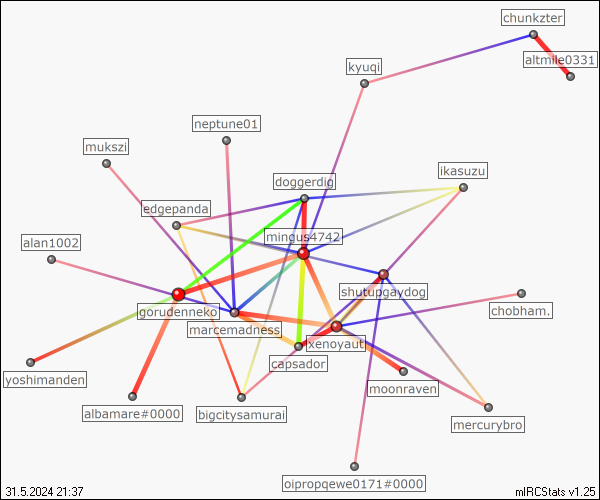 chunkzter
altmile0331
kyuqi
neptune01
mukszi
ikasuzu
doggerdig
edgepanda
mingus4742
alan1002
shutupgaydog
chobham.
gorudenneko
marcemadness
xenoyaut
capsador
yoshimanden
moonraven
albamare#0000
bigcitysamurai
mercurybro
oipropqewe0171#0000
31.5.2024 21:37
mIRCStats v1.25